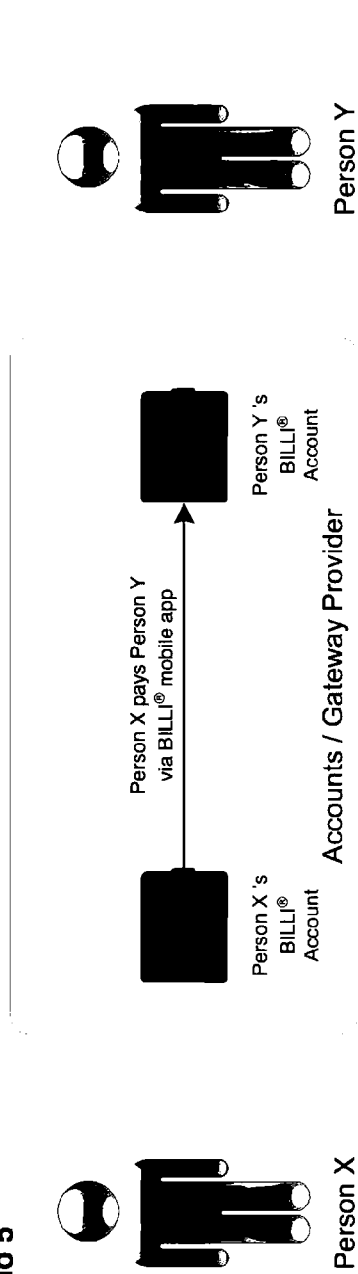 Person X
Person X 's
BILLI®
Account
Person X pays Person Y
via BILLI® mobile app
Person Y 's
BILLI®
Account
Accounts / Gateway Provider
Person Y